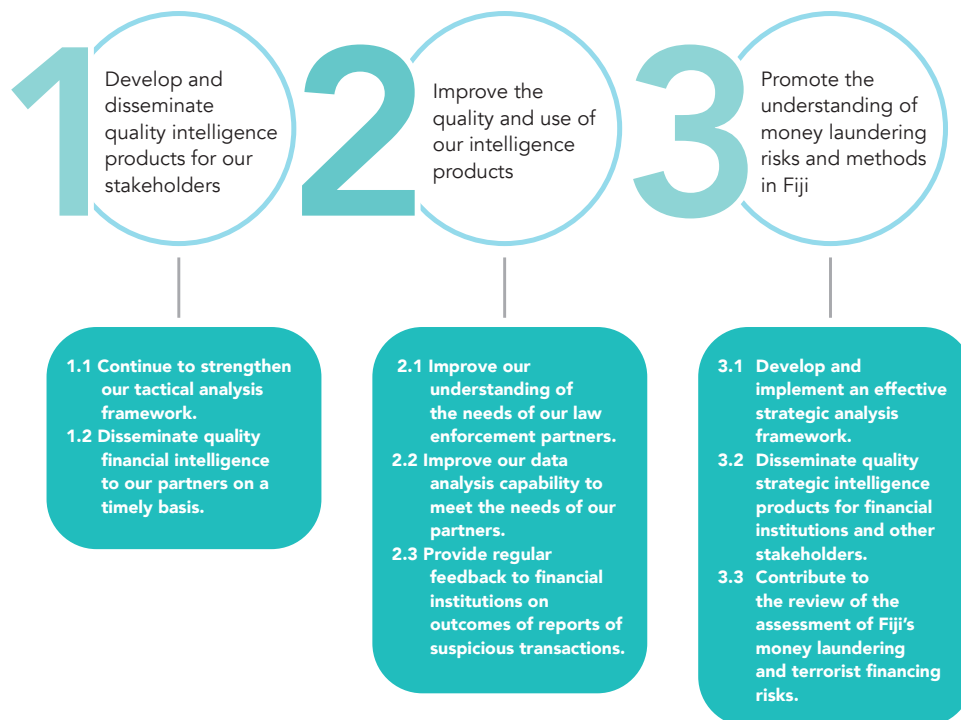 1
Develop and
disseminate
quality intelligence
products for our
stakeholders
2
Improve the
quality and use of
our intelligence
products
3
Promote the
understanding of
money laundering
risks and methods
in Fiji
1.1 Continue to strengthen
our tactical analysis
framework.
1.2 Disseminate quality
financial intelligence
to our partners on a
timely basis.
2.1 Improve our
understanding of
the needs of our law
enforcement partners.
2.2 Improve our data
analysis capability to
meet the needs of our
partners.
2.3 Provide regular
feedback to financial
institutions on
outcomes of reports of
suspicious transactions.
3.1 Develop and
implement an effective
strategic analysis
framework.
3.2 Disseminate quality
strategic intelligence
products for financial
institutions and other
stakeholders.
3.3 Contribute to
the review of the
assessment of Fiji's
money laundering
and terrorist financing
risks.